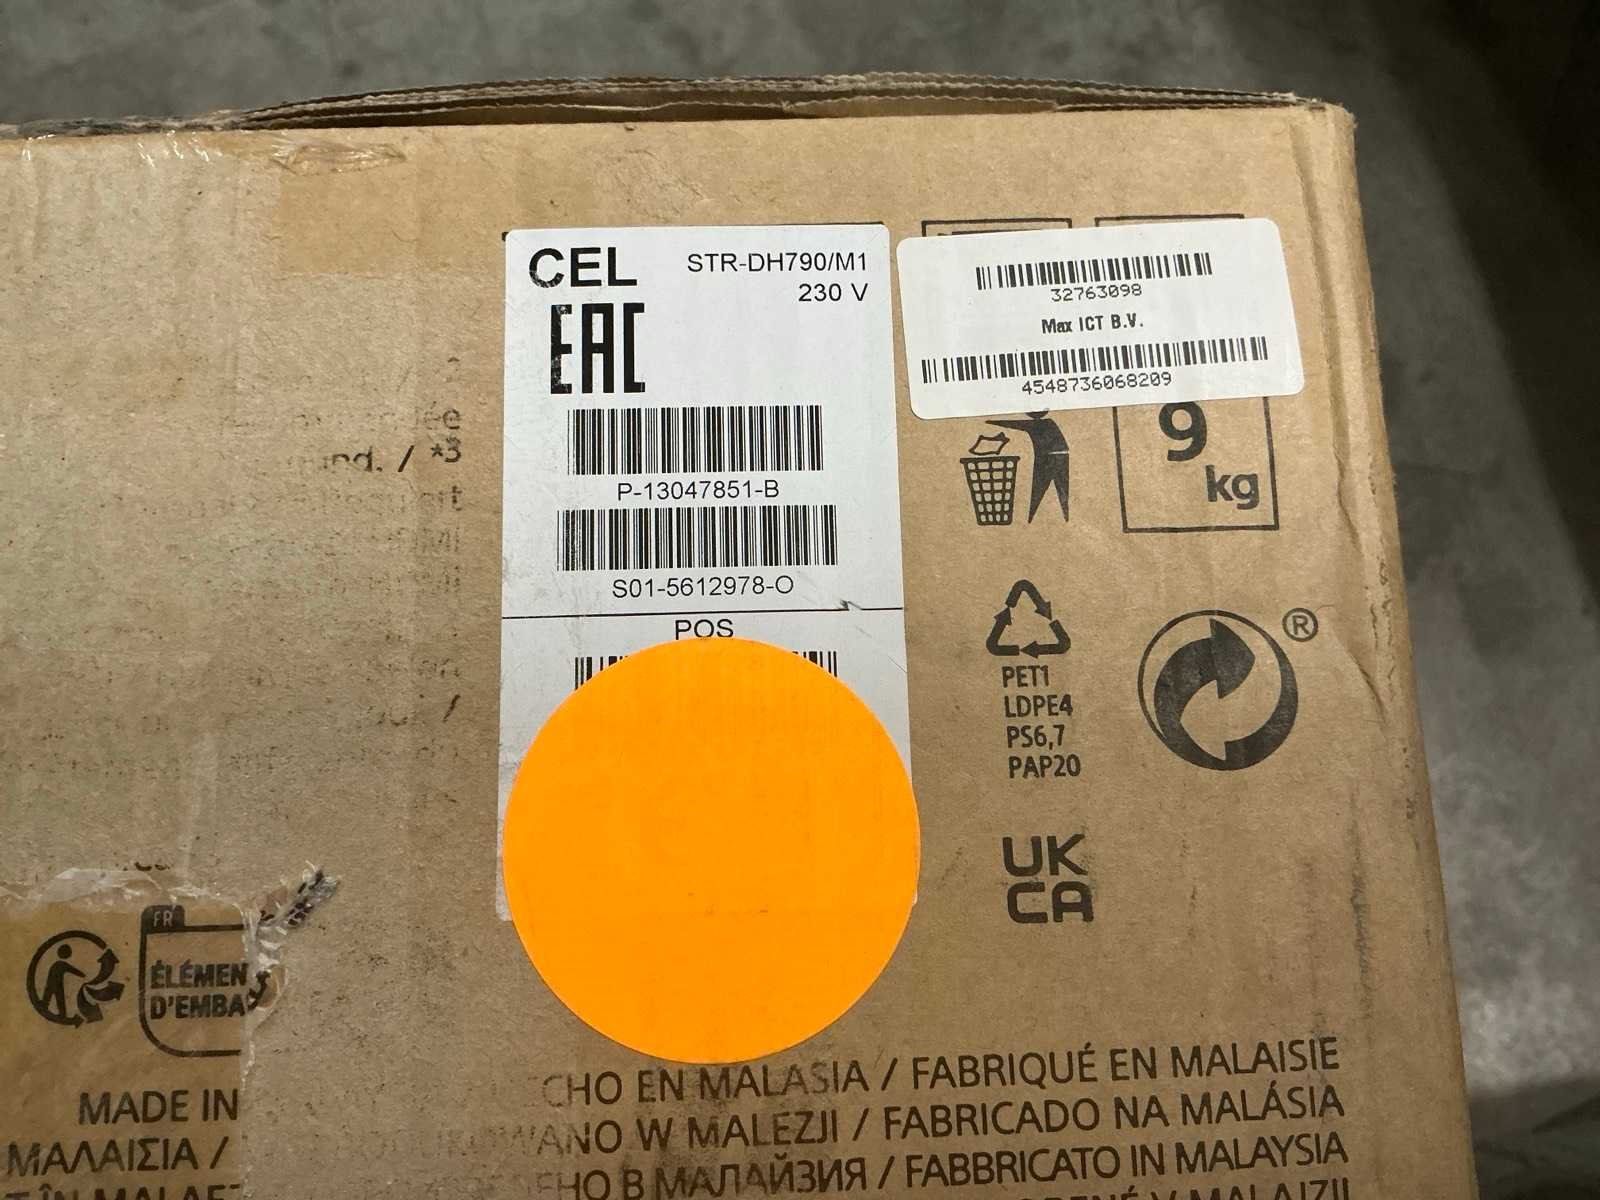 CEL
STR-DH790/M1
230 V
EAC
P-13047851-B
S01-5612978-O
POS
32763098
Max ICT B.V.
4548736068209
9
kg
/ *3
/
PET1
LDPE4
PS6,7
PAP20
®
UK
CA
FR
ÉLÉMEN
D'EMBA
MADE IN
ΜΑΛΑΙΣΙΑ /
CHO EN MALASIA / FABRIQUÉ EN MALAISIE
WANO W MALEZJI / FABRICADO NA MALÁSIA
ЕНО В МАЛАЙЗИЯ / FABBRICATO IN MALAYSIA